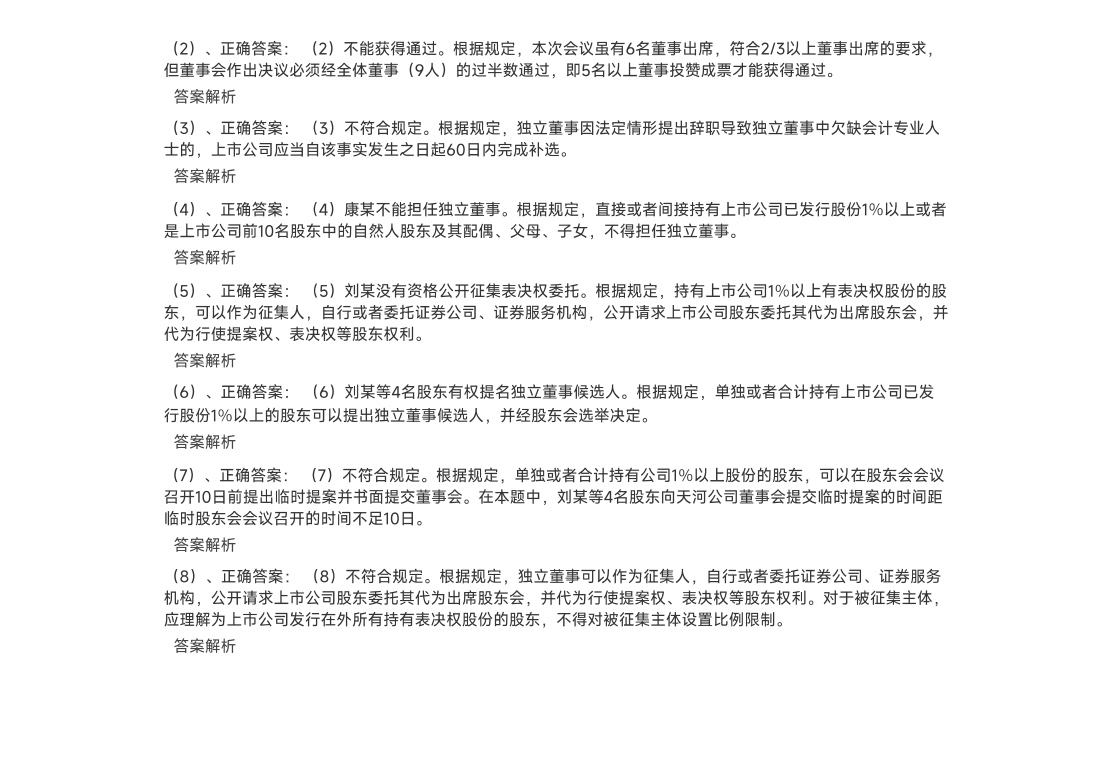 （2）、正确答案： （2）不能获得通过。根据规定，本次会议虽有6名董事出席，符合2/3以上董事出席的要求，
但董事会作出决议必须经全体董事（9人）的过半数通过，即5名以上董事投赞成票才能获得通过。
答案解析
（3）、正确答案： （3）不符合规定。根据规定，独立董事因法定情形提出辞职导致独立董事中欠缺会计专业人
士的，上市公司应当自该事实发生之日起60日内完成补选。
答案解析
（4）、正确答案： （4）康某不能担任独立董事。根据规定，直接或者间接持有上市公司已发行股份1%以上或者
是上市公司前10名股东中的自然人股东及其配偶、父母、子女，不得担任独立董事。
答案解析
（5）、正确答案： （5）刘某没有资格公开征集表决权委托。根据规定，持有上市公司1%以上有表决权股份的股
东，可以作为征集人，自行或者委托证券公司、证券服务机构，公开请求上市公司股东委托其代为出席股东会，并
代为行使提案权、表决权等股东权利。
答案解析
（6）、正确答案： （6）刘某等4名股东有权提名独立董事候选人。根据规定，单独或者合计持有上市公司已发
行股份1%以上的股东可以提出独立董事候选人，并经股东会选举决定。
答案解析
（7）、正确答案： （7）不符合规定。根据规定，单独或者合计持有公司1%以上股份的股东，可以在股东会会议
召开10日前提出临时提案并书面提交董事会。在本题中，刘某等4名股东向天河公司董事会提交临时提案的时间距
临时股东会会议召开的时间不足10日。
答案解析
（8）、正确答案： （8）不符合规定。根据规定，独立董事可以作为征集人，自行或者委托证券公司、证券服务
机构，公开请求上市公司股东委托其代为出席股东会，并代为行使提案权、表决权等股东权利。对于被征集主体，
应理解为上市公司发行在外所有持有表决权股份的股东，不得对被征集主体设置比例限制。
答案解析